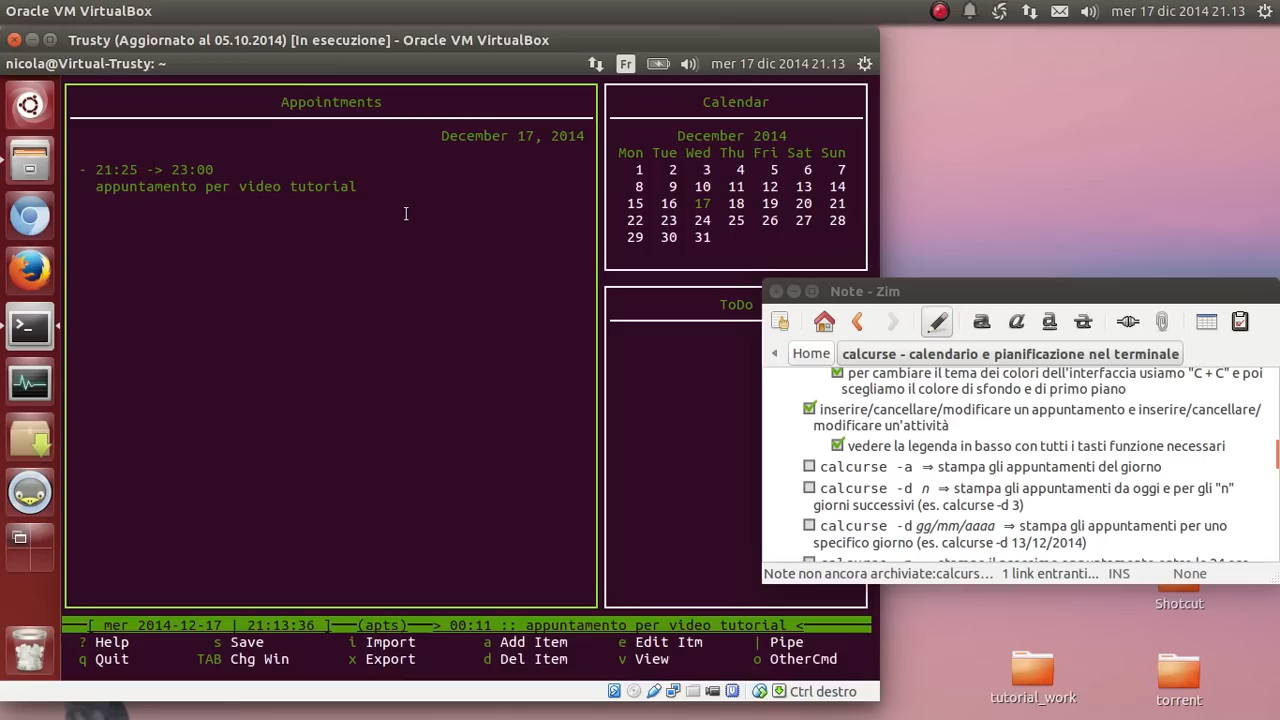 Oracle VM VirtualBox
mer 17 dic 2014 21.13
Trusty (Aggiornato al 05.10.2014) [In esecuzione] - Oracle VM VirtualBox
nicola@Virtual-Trusty: ~
Fr
mer 17 dic 2014 21.13
Appointments
December 17, 2014
- 21:25 -> 23:00
appuntamento per video tutorial
Calendar
December 2014
Mon Tue Wed Thu Fri Sat Sun
1 2 3 4 5 6 7
8 9 10 11 12 13 14
15 16 17 18 19 20 21
22 23 24 25 26 27 28
29 30 31
ToDo
Note - Zim
Home
calcurse - calendario e pianificazione nel terminale
per cambiare il tema dei colori dell'interfaccia usiamo "C + C" e poi
scegliamo il colore di sfondo e di primo piano
inserire/cancellare/modificare un appuntamento e inserire/cancellare/
modificare un'attività
vedere la legenda in basso con tutti i tasti funzione necessari
calcurse -a ⇒ stampa gli appuntamenti del giorno
calcurse -d n ⇒ stampa gli appuntamenti da oggi e per gli "n"
giorni successivi (es. calcurse -d 3)
calcurse -d gg/mm/aaaa ⇒ stampa gli appuntamenti per uno
specifico giorno (es. calcurse -d 13/12/2014)
Note non ancora archiviate:calcurs... 1 link entranti... INS None
[ mer 2014-12-17 | 21:13:36 ] (apts) > 00:11 :: appuntamento per video tutorial <
? Help s Save i Import a Add Item e Edit Itm | Pipe
q Quit TAB Chg Win x Export d Del Item v View o OtherCmd
Ctrl destro
Shotcut
tutorial_work
torrent